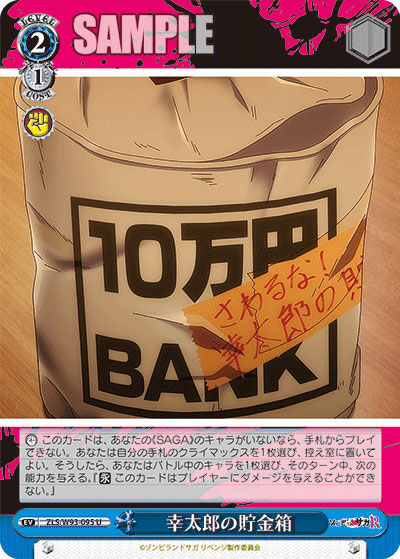 LEVEL
2
SAMPLE
1
COST
10万円
BANK
さわるな!
幸太郎の
このカードは、あなたの《SAGA》のキャラがいないなら、手札からプレイ
できない。あなたは自分の手札のクライマックスを1枚選び、控え室に置いて
よい。そうしたら、あなたはバトル中のキャラを1枚選び、そのターン中、次の
能力を与える。『【永】 このカードはプレイヤーにダメージを与えることができ
ない。』
EV ZLS/W93-095 U
幸太郎の貯金箱
©ゾンビランドサガ リベンジ製作委員会